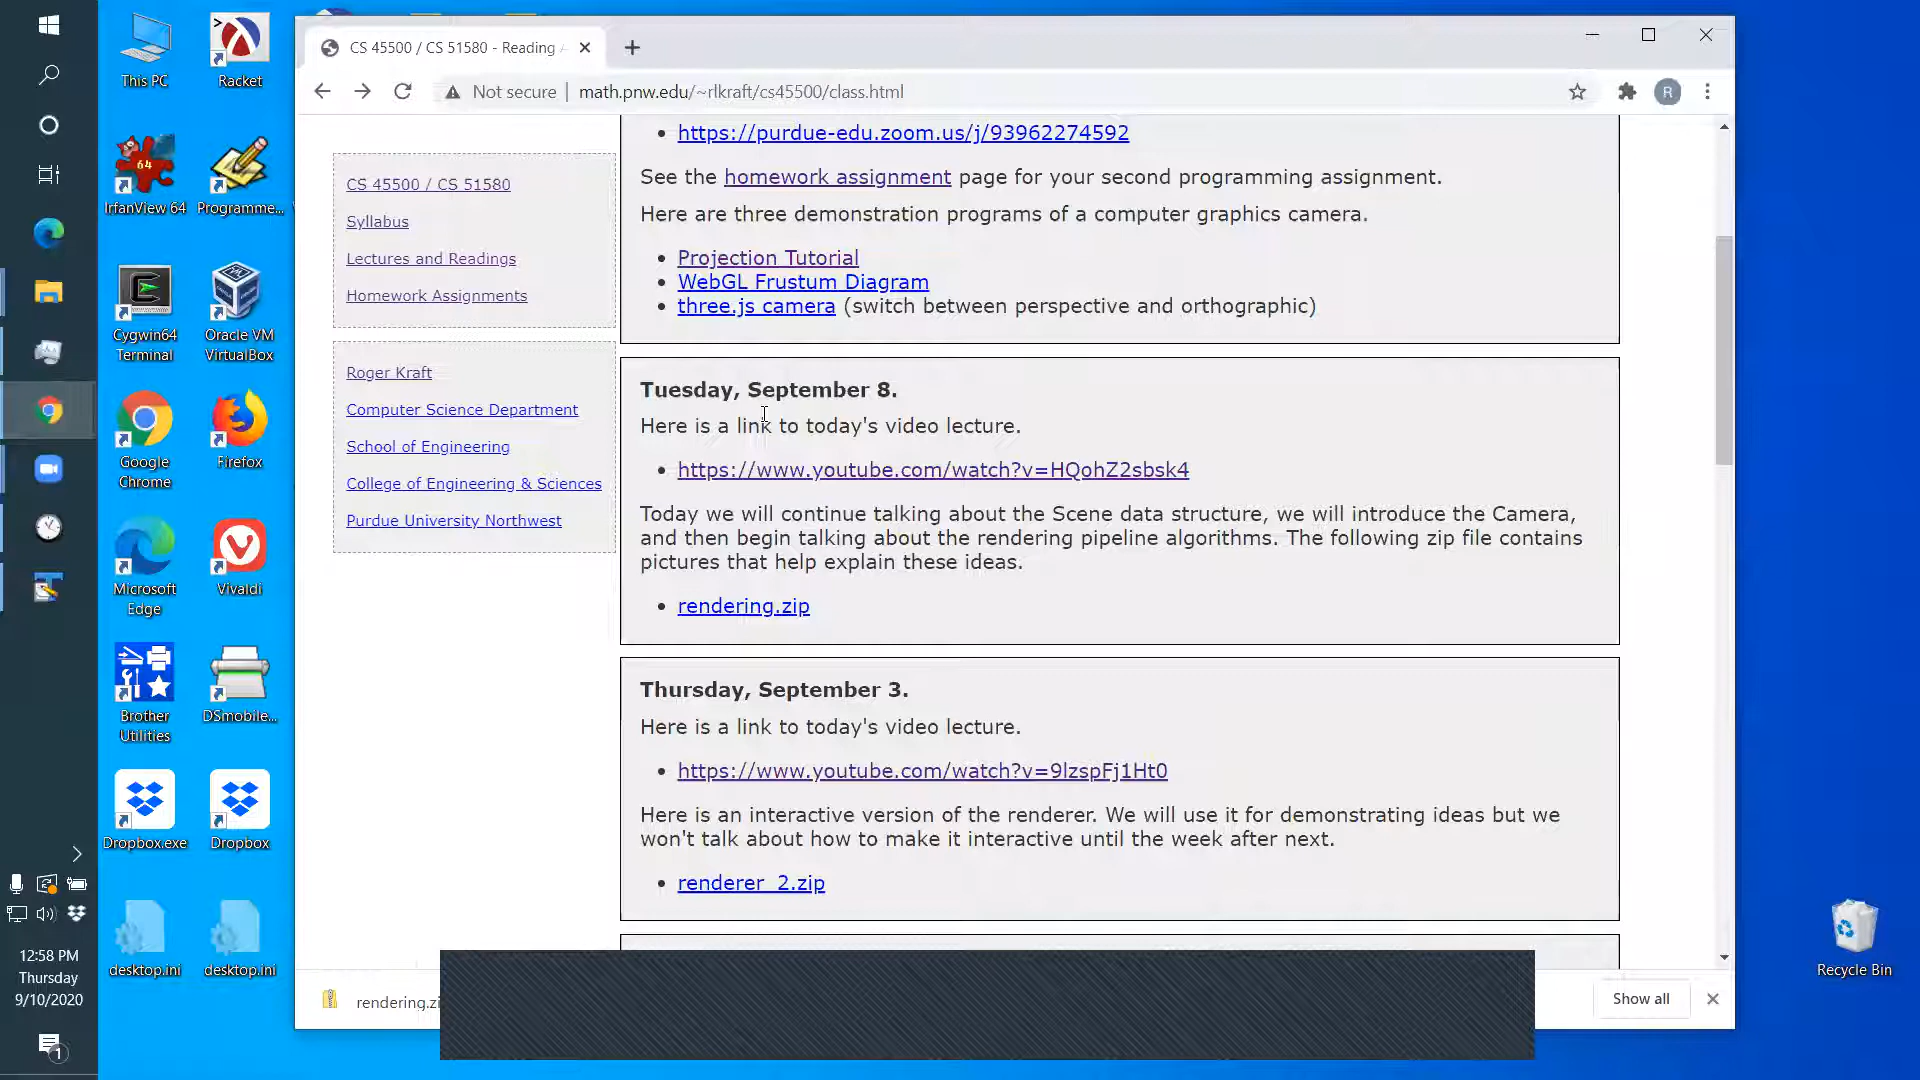 This PC
Racket
IrfanView 64
Programme...
Cygwin64
Terminal
Oracle VM
VirtualBox
Google
Chrome
Firefox
Microsoft
Edge
Vivaldi
Brother
Utilities
DSmobile...
Dropbox.exe
Dropbox
desktop.ini
desktop.ini
12:58 PM
Thursday
9/10/2020
1
CS 45500 / CS 51580 - Reading
Not secure | math.pnw.edu/~rlkraft/cs45500/class.html
R
CS 45500 / CS 51580
Syllabus
Lectures and Readings
Homework Assignments
Roger Kraft
Computer Science Department
School of Engineering
College of Engineering & Sciences
Purdue University Northwest
https://purdue-edu.zoom.us/j/93962274592
See the homework assignment page for your second programming assignment.
Here are three demonstration programs of a computer graphics camera.
Projection Tutorial
WebGL Frustum Diagram
three.js camera (switch between perspective and orthographic)
Tuesday, September 8.
Here is a link to today's video lecture.
https://www.youtube.com/watch?v=HQohZ2sbsk4
Today we will continue talking about the Scene data structure, we will introduce the Camera,
and then begin talking about the rendering pipeline algorithms. The following zip file contains
pictures that help explain these ideas.
rendering.zip
Thursday, September 3.
Here is a link to today's video lecture.
https://www.youtube.com/watch?v=9lzspFj1Ht0
Here is an interactive version of the renderer. We will use it for demonstrating ideas but we
won't talk about how to make it interactive until the week after next.
renderer_2.zip
rendering.zi
Show all
Recycle Bin